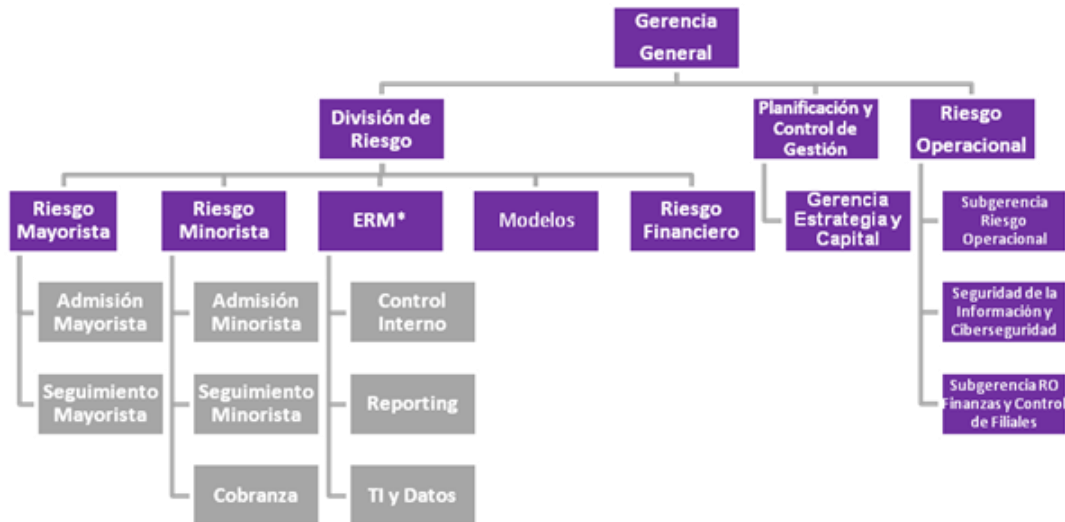 Gerencia
General
División de
Riesgo
Planificación y
Control de
Gestión
Riesgo
Operacional
Riesgo
Mayorista
Riesgo
Minorista
ERM*
Modelos
Riesgo
Financiero
Gerencia
Estrategia y
Capital
Subgerencia
Riesgo
Operacional
Admisión
Mayorista
Admisión
Minorista
Control
Interno
Seguridad de la
Información y
Ciberseguridad
Seguimiento
Mayorista
Seguimiento
Minorista
Reporting
Subgerencia RO
Finanzas y Control
de Filiales
Cobranza
TI y Datos